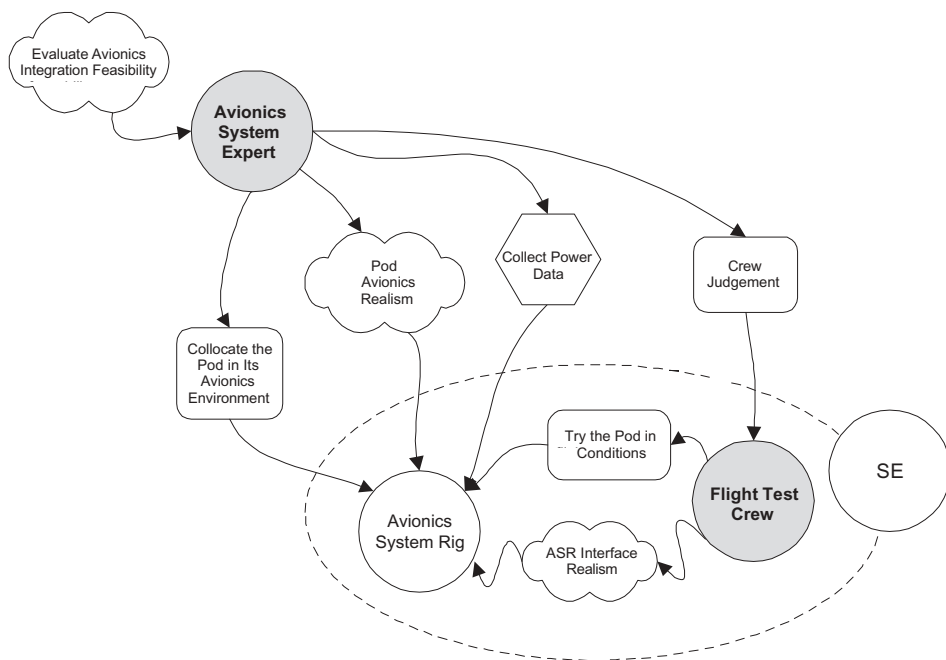 Evaluate Avionics
Integration Feasibility
Avionics
System
Expert
Pod
Avionics
Realism
Collect Power
Data
Crew
Judgement
Collocate the
Pod in Its
Avionics
Environment
Try the Pod in
Conditions
SE
Flight Test
Crew
Avionics
System Rig
ASR Interface
Realism